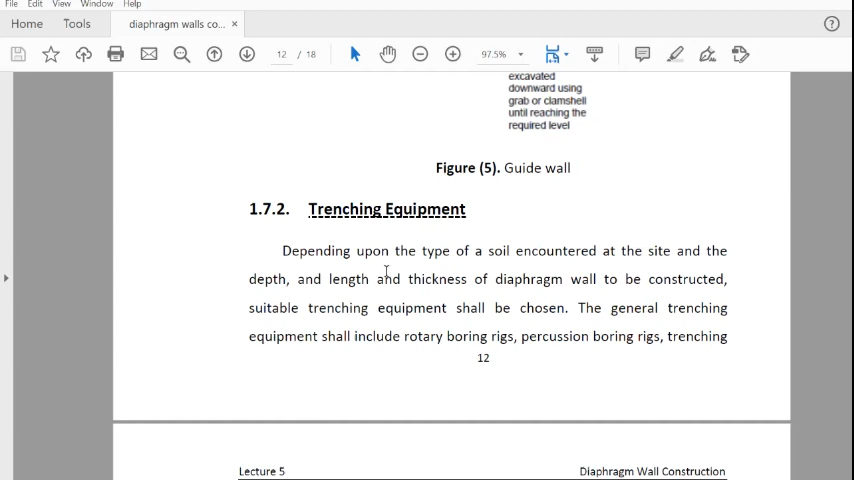 File Edit View Window Help
Home Tools diaphragm walls co... ×
12 / 18 97.5%
excavated
downward using
grab or clamshell
until reaching the
required level
Figure (5). Guide wall
1.7.2. Trenching Equipment
Depending upon the type of a soil encountered at the site and the
depth, and length and thickness of diaphragm wall to be constructed,
suitable trenching equipment shall be chosen. The general trenching
equipment shall include rotary boring rigs, percussion boring rigs, trenching
12
Lecture 5 Diaphragm Wall Construction